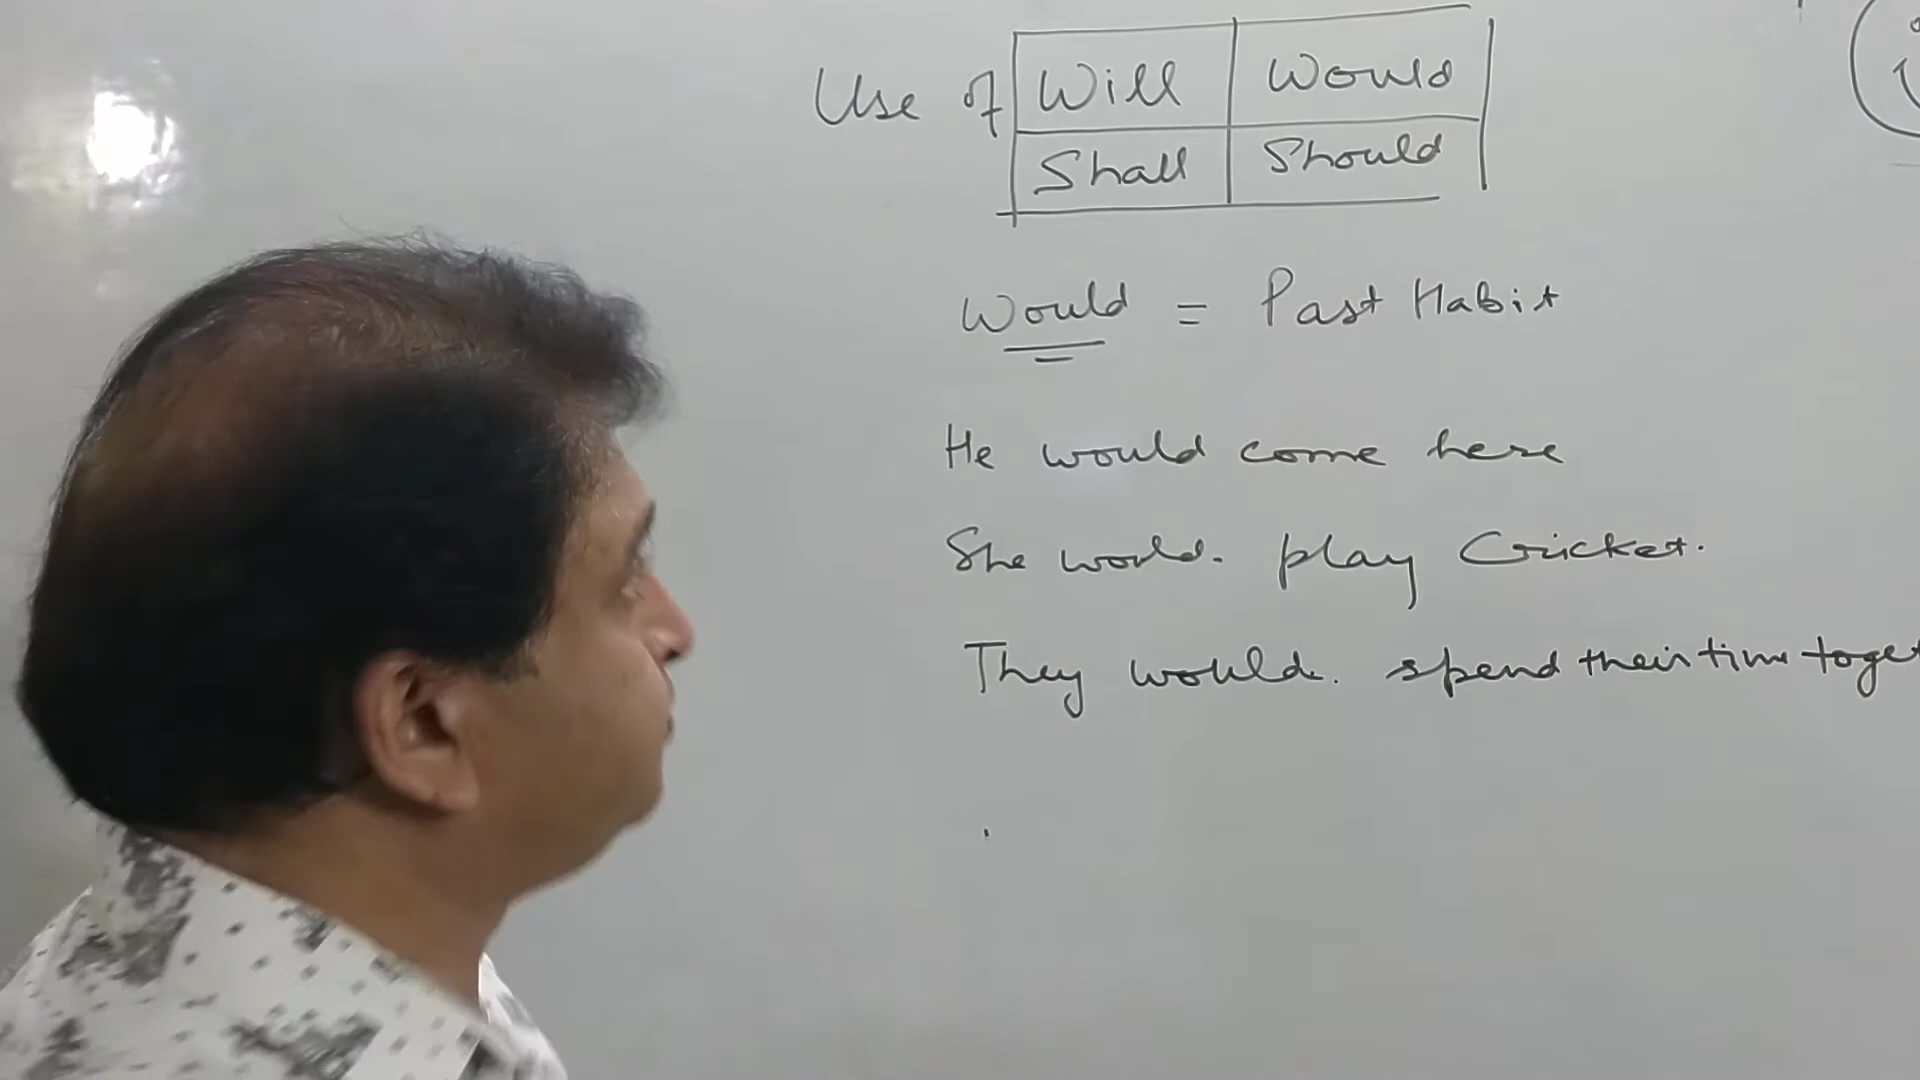 Use of Will Would
Shall Should
Would = Past Habit
He would come here
She would. play Cricket.
They would. spend their time toget